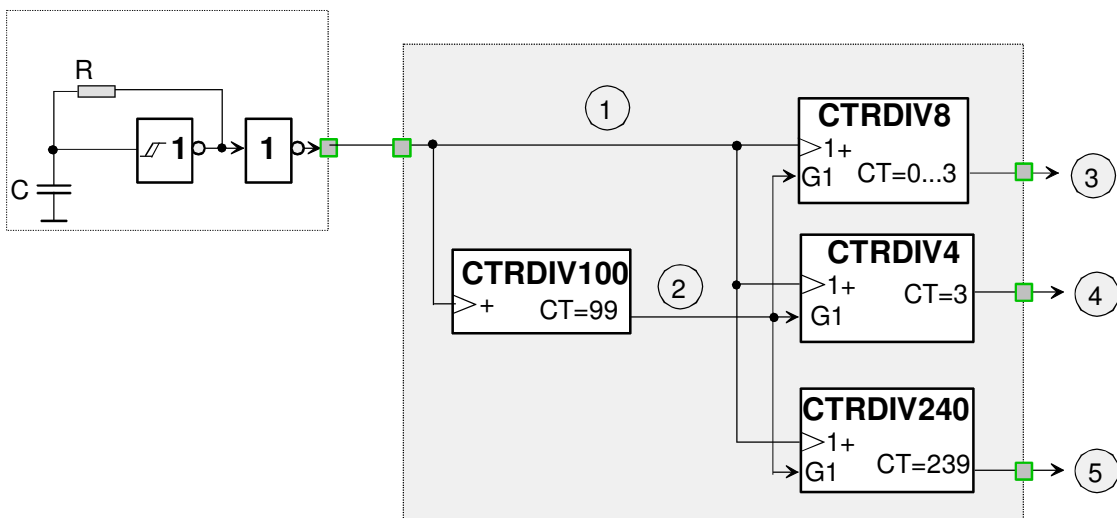 R
C
1
1
1
CTRDIV8
1+
G1
CT=0...3
3
CTRDIV100
+
CT=99
2
CTRDIV4
1+
CT=3
G1
4
CTRDIV240
1+
G1
CT=239
5